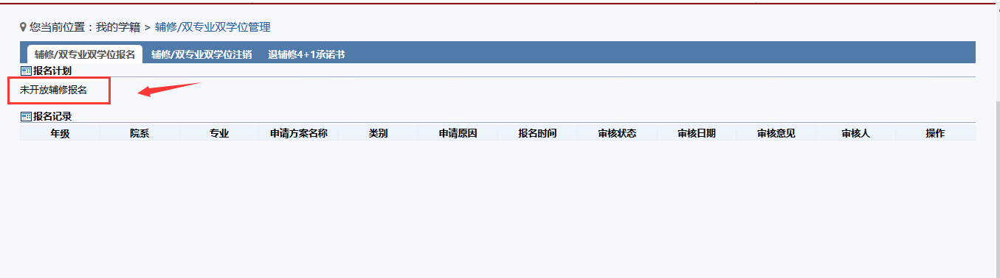 您当前位置：我的学籍 > 辅修/双专业双学位管理
辅修/双专业双学位报名 辅修/双专业双学位注销 退辅修4+1承诺书
报名计划
未开放辅修报名
报名记录
年级 院系 专业 申请方案名称 类别 申请原因 报名时间 审核状态 审核日期 审核意见 审核人 操作